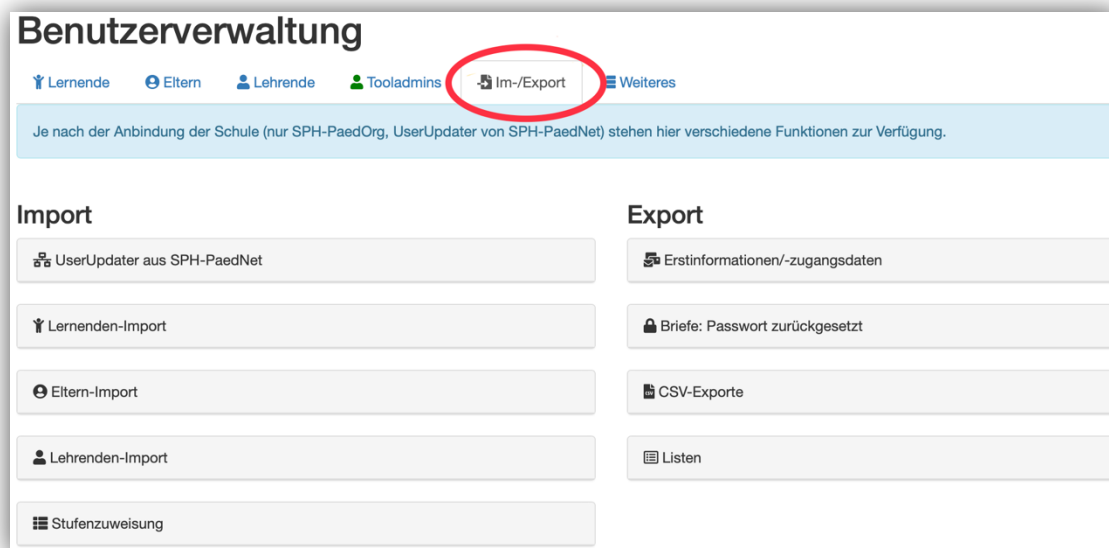 Benutzerverwaltung
Lernende Eltern Lehrende Tooladmins Im-/Export Weiteres
Je nach der Anbindung der Schule (nur SPH-PaedOrg, UserUpdater von SPH-PaedNet) stehen hier verschiedene Funktionen zur Verfügung.
Import
UserUpdater aus SPH-PaedNet
Lernenden-Import
Eltern-Import
Lehrenden-Import
Stufenzuweisung
Export
Erstinformationen/-zugangsdaten
Briefe: Passwort zurückgesetzt
CSV-Exporte
Listen